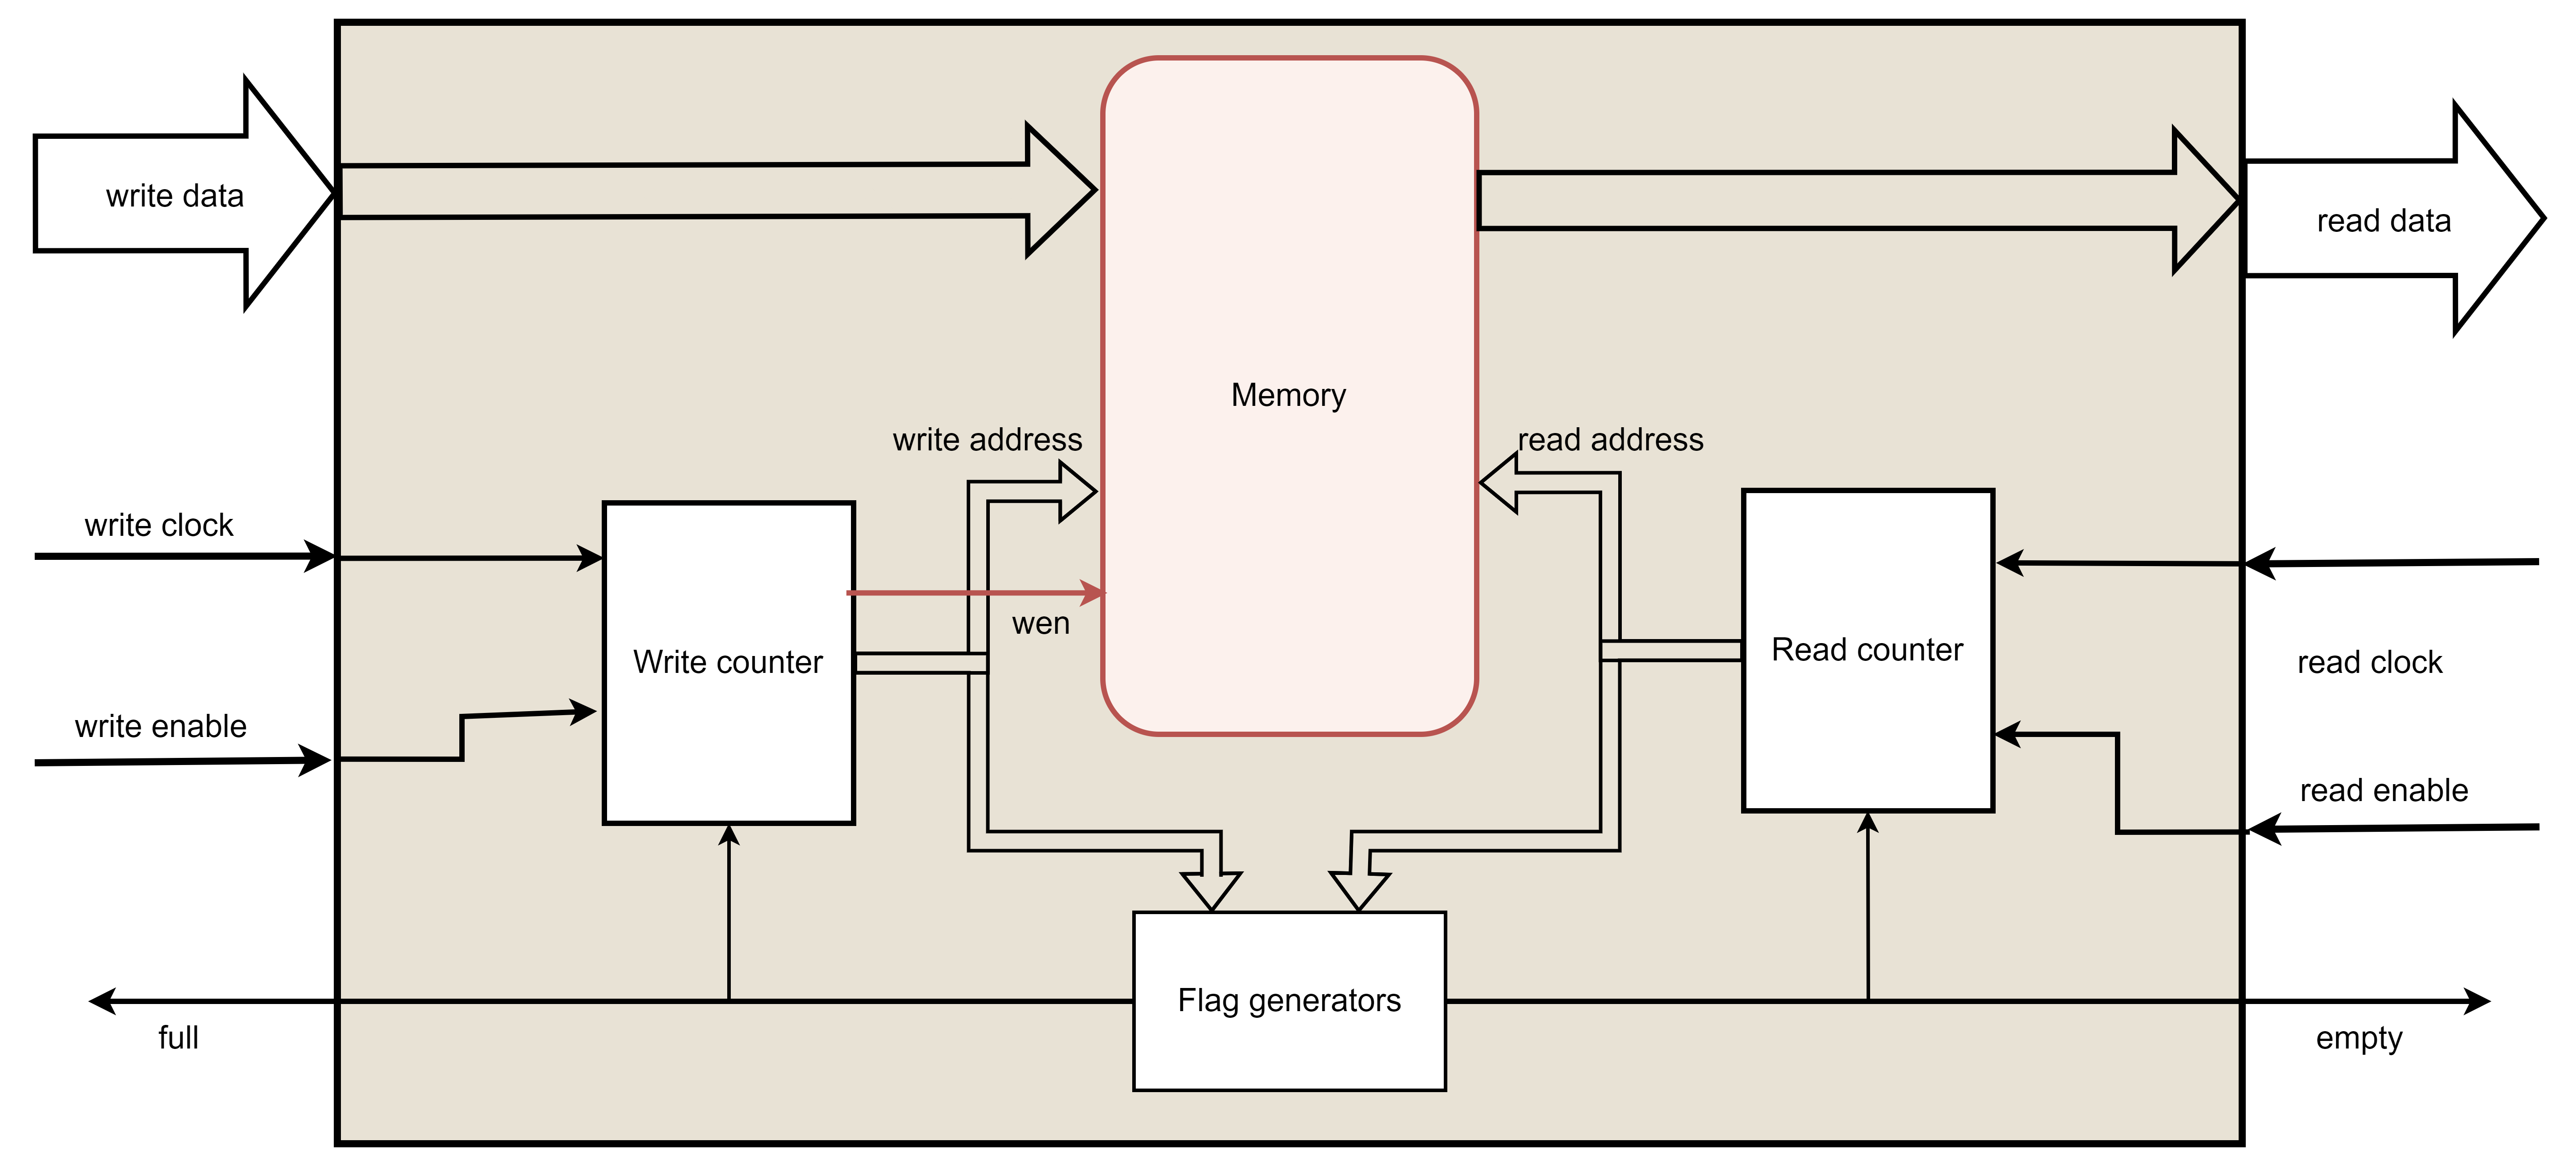 write data
read data
Memory
write address
read address
write clock
wen
Write counter
Read counter
read clock
write enable
read enable
Flag generators
full
empty